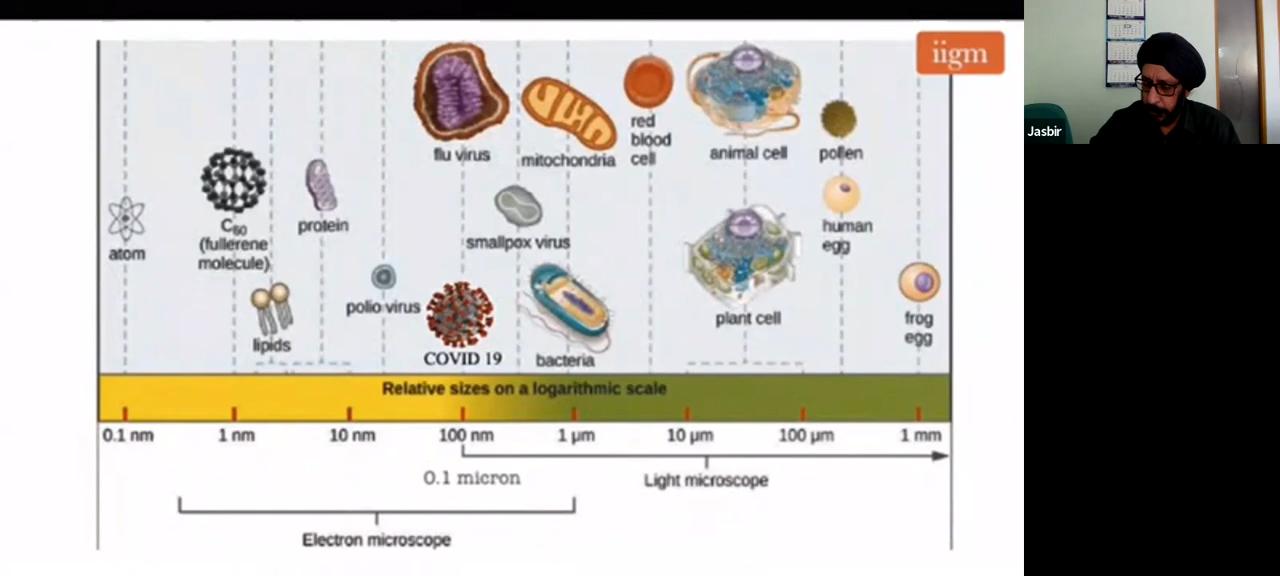 iigm
Jasbir
flu virus
mitochondria
red
blood
cell
animal cell
pollen
C60
(fullerene
molecule)
protein
atom
smallpox virus
human
egg
lipids
polio virus
COVID 19
bacteria
plant cell
frog
egg
Relative sizes on a logarithmic scale
0.1 nm 1 nm 10 nm 100 nm 1 µm 10 µm 100 µm 1 mm
0.1 micron
Light microscope
Electron microscope